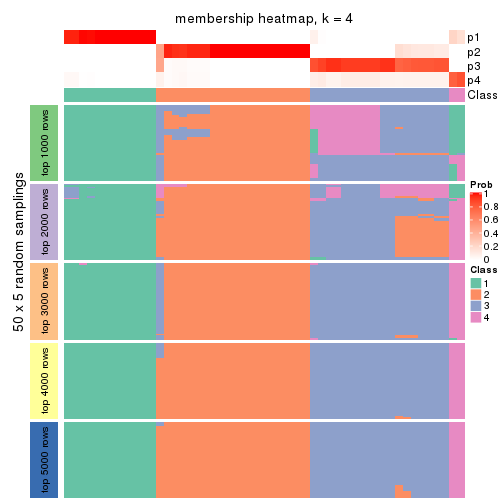 membership heatmap, k = 4
p1
p2
p3
p4
Class
50 x 5 random samplings
top 1000 rows
top 2000 rows
top 3000 rows
top 4000 rows
top 5000 rows
Prob
1
0.8
0.6
0.4
0.2
0
Class
1
2
3
4